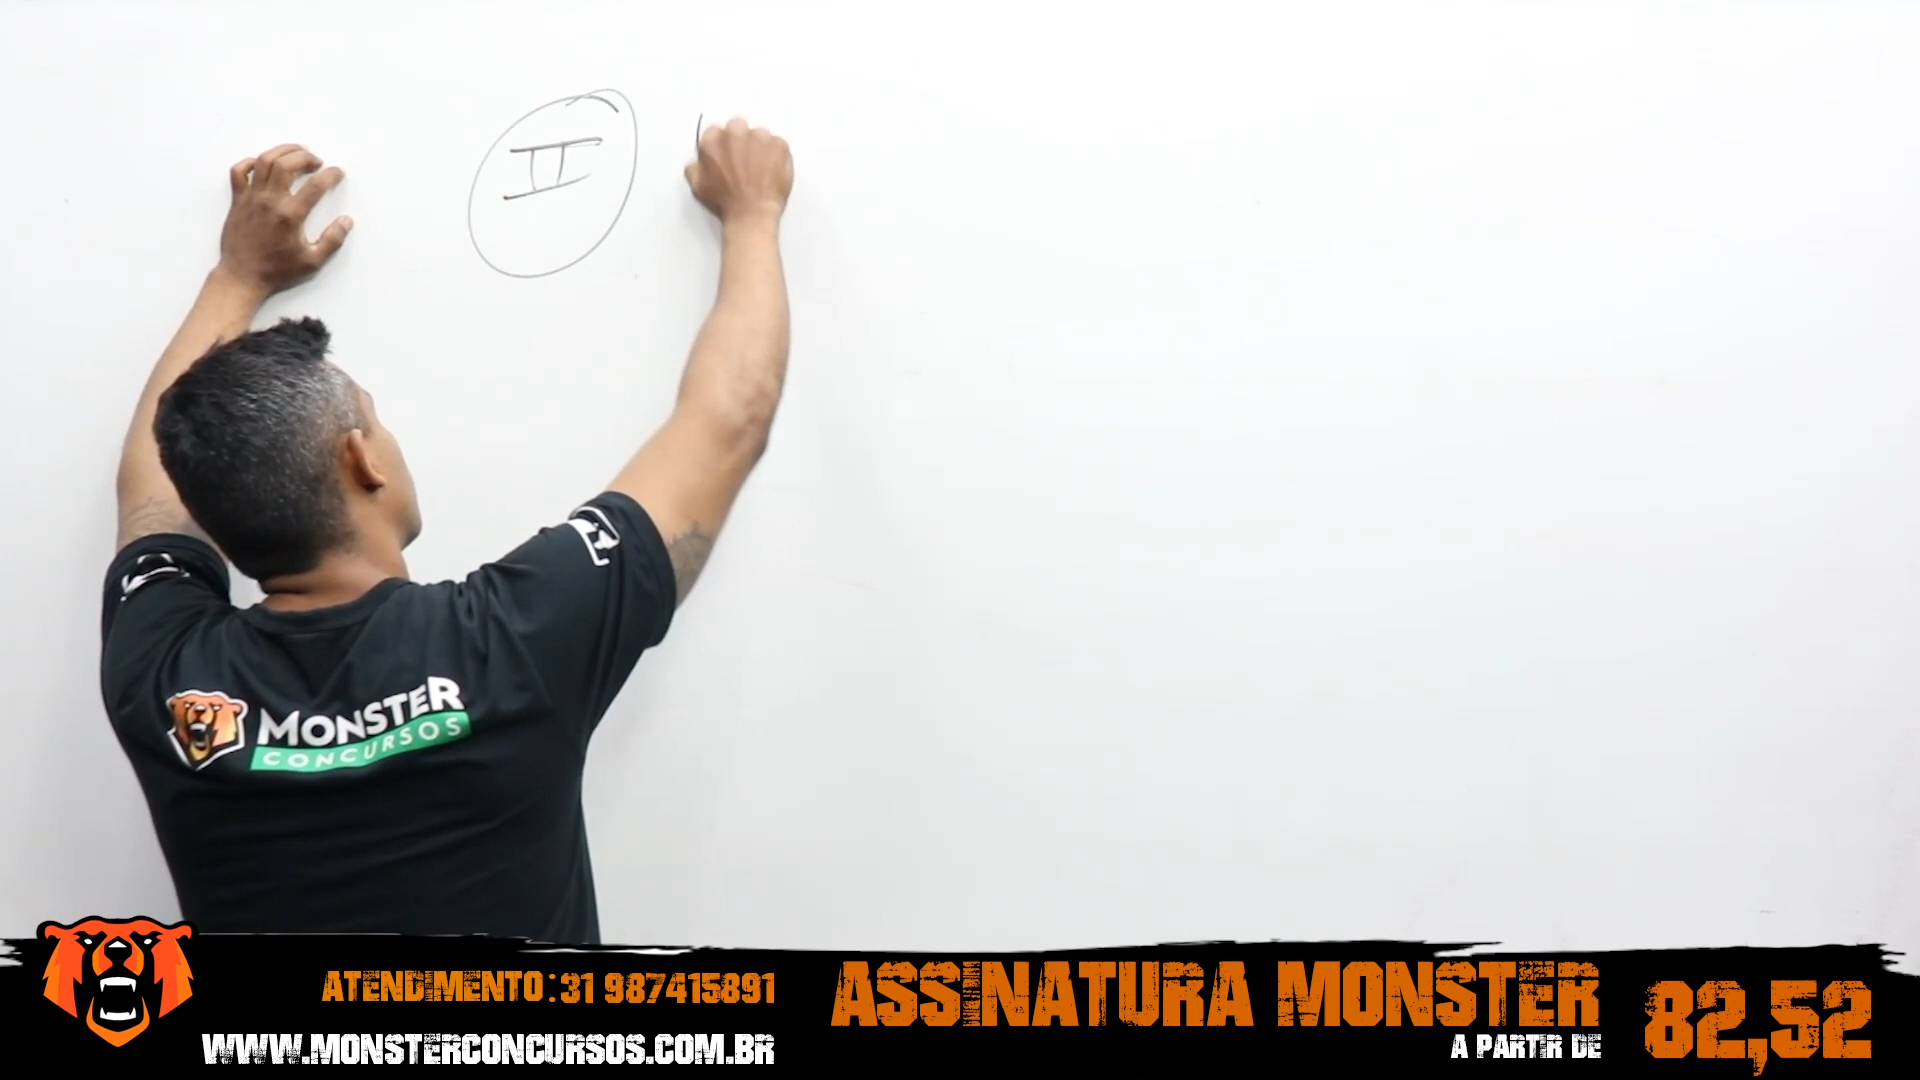 II
MONSTER
CONCURSOS
ATENDIMENTO: 31 987415891
WWW.MONSTERCONCURSOS.COM.BR
ASSINATURA MONSTER
A PARTIR DE
82,52